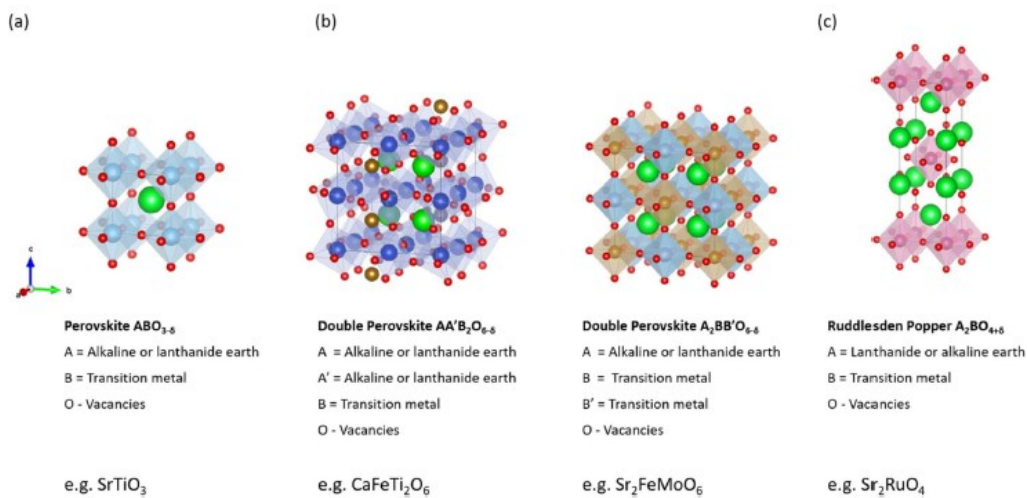 (a)
(b)
(c)
c
a
b
Perovskite ABO₃₋δ
A = Alkaline or lanthanide earth
B = Transition metal
O - Vacancies
e.g. SrTiO₃
Double Perovskite AA′B₂O₆₋δ
A = Alkaline or lanthanide earth
A′ = Alkaline or lanthanide earth
B = Transition metal
O - Vacancies
e.g. CaFeTi₂O₆
Double Perovskite A₂BB′O₆₋δ
A = Alkaline or lanthanide earth
B = Transition metal
B′ = Transition metal
O - Vacancies
e.g. Sr₂FeMoO₆
Ruddlesden Popper A₂BO₄₊δ
A = Lanthanide or alkaline earth
B = Transition metal
O - Vacancies
e.g. Sr₂RuO₄